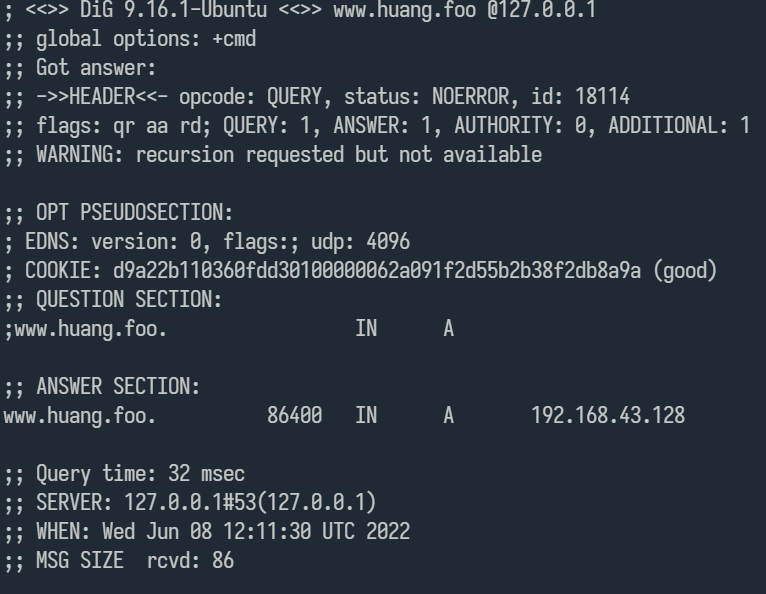 ; <<>> DiG 9.16.1-Ubuntu <<>> www.huang.foo @127.0.0.1
;; global options: +cmd
;; Got answer:
;; ->>HEADER<<- opcode: QUERY, status: NOERROR, id: 18114
;; flags: qr aa rd; QUERY: 1, ANSWER: 1, AUTHORITY: 0, ADDITIONAL: 1
;; WARNING: recursion requested but not available

;; OPT PSEUDOSECTION:
; EDNS: version: 0, flags:; udp: 4096
; COOKIE: d9a22b110360fdd30100000062a091f2d55b2b38f2db8a9a (good)
;; QUESTION SECTION:
;www.huang.foo.                 IN      A

;; ANSWER SECTION:
www.huang.foo.          86400   IN      A       192.168.43.128

;; Query time: 32 msec
;; SERVER: 127.0.0.1#53(127.0.0.1)
;; WHEN: Wed Jun 08 12:11:30 UTC 2022
;; MSG SIZE  rcvd: 86